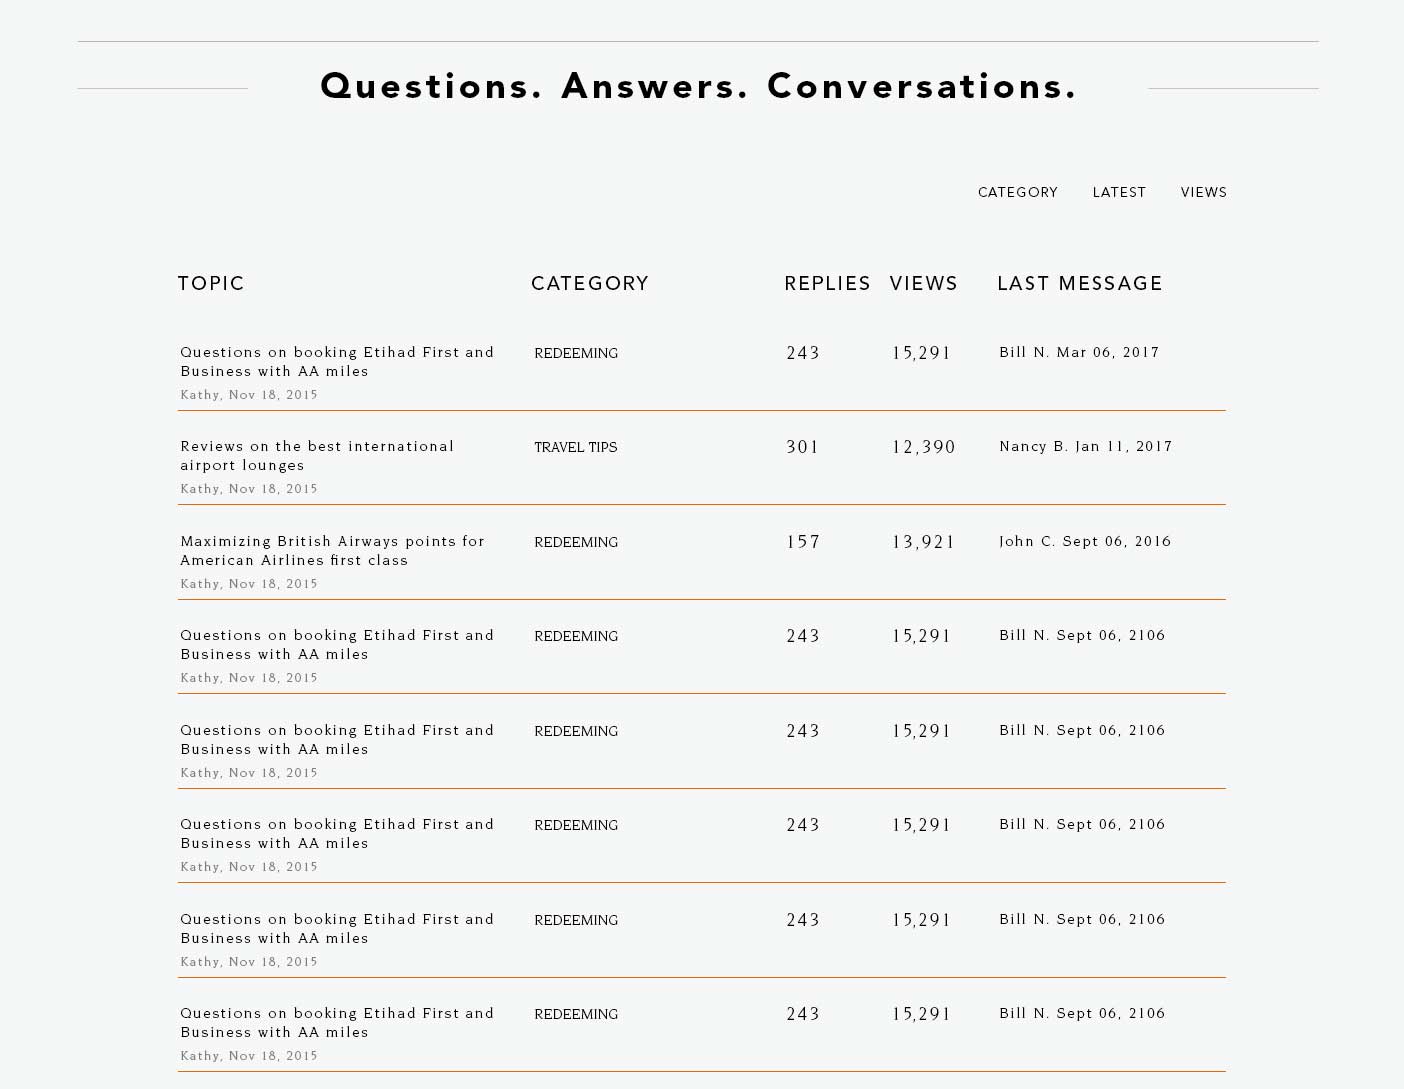 Questions. Answers. Conversations.
CATEGORY LATEST VIEWS
TOPIC CATEGORY REPLIES VIEWS LAST MESSAGE
Questions on booking Etihad First and REDEEMING 243 15,291 Bill N. Mar 06, 2017
Business with AA miles
Kathy, Nov 18, 2015
Reviews on the best international TRAVEL TIPS 301 12,390 Nancy B. Jan 11, 2017
airport lounges
Kathy, Nov 18, 2015
Maximizing British Airways points for REDEEMING 157 13,921 John C. Sept 06, 2016
American Airlines first class
Kathy, Nov 18, 2015
Questions on booking Etihad First and REDEEMING 243 15,291 Bill N. Sept 06, 2106
Business with AA miles
Kathy, Nov 18, 2015
Questions on booking Etihad First and REDEEMING 243 15,291 Bill N. Sept 06, 2106
Business with AA miles
Kathy, Nov 18, 2015
Questions on booking Etihad First and REDEEMING 243 15,291 Bill N. Sept 06, 2106
Business with AA miles
Kathy, Nov 18, 2015
Questions on booking Etihad First and REDEEMING 243 15,291 Bill N. Sept 06, 2106
Business with AA miles
Kathy, Nov 18, 2015
Questions on booking Etihad First and REDEEMING 243 15,291 Bill N. Sept 06, 2106
Business with AA miles
Kathy, Nov 18, 2015